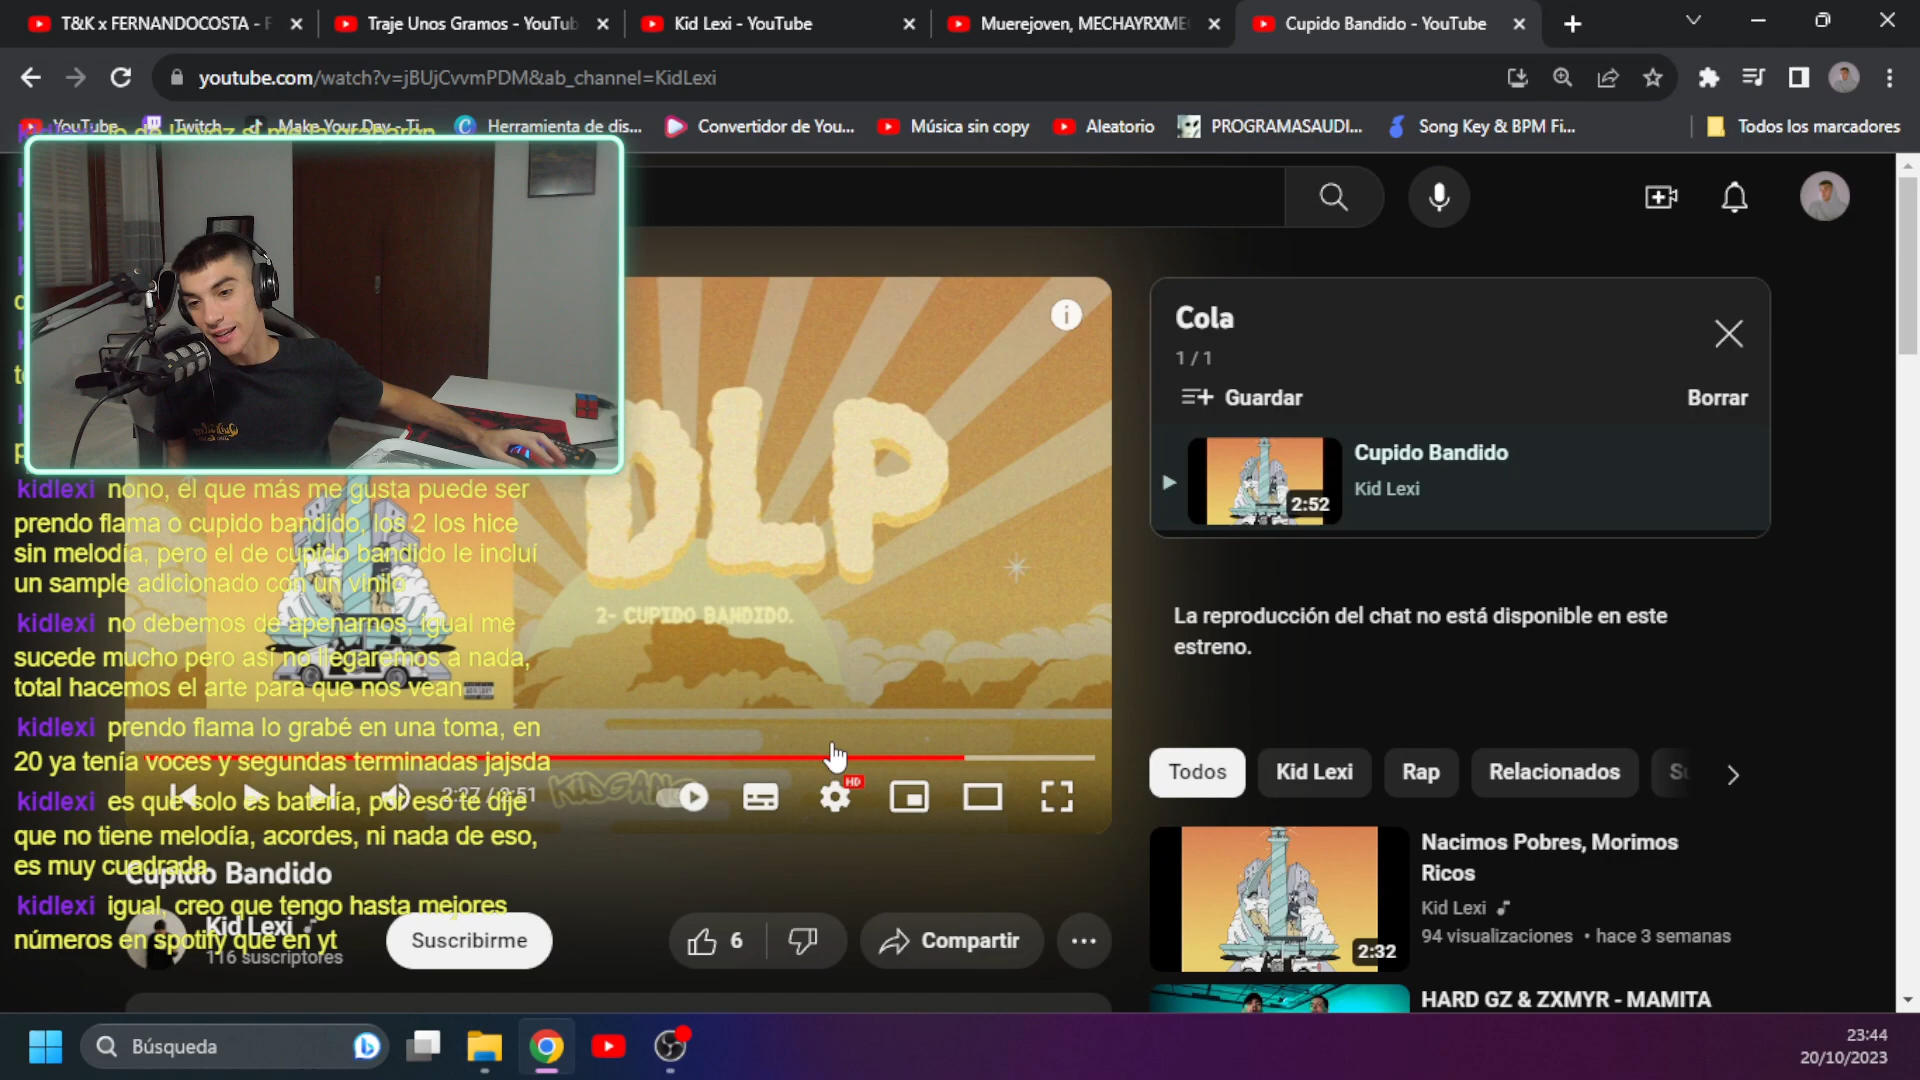 T&K x FERNANDOCOSTA - F
Traje Unos Gramos - YouTub
Kid Lexi - YouTube
Muerejoven, MECHAYRXME
Cupido Bandido - YouTube
youtube.com/watch?v=jBUjCvvmPDM&ab_channel=KidLexi
YouTube
Twitch
Make Your Day - Ti
Herramienta de dis...
Convertidor de You...
Música sin copy
Aleatorio
PROGRAMASAUDI...
Song Key & BPM Fi...
Todos los marcadores
DLP
2- CUPIDO BANDIDO.
kidlexi nono, él que más me gusta puede ser
prendo flama o cupido bandido, los 2 los hice
sin melodía, pero el de cupido bandido le incluí
un sample adicionado con un vinilo
kidlexi no debemos de apenarnos, igual me
sucede mucho pero así no llegaremos a nada,
total hacemos el arte para que nos vean
kidlexi prendo flama lo grabé en una toma, en
20 ya tenía voces y segundas terminadas jajsda
kidlexi es que solo es batería, por eso te dije
que no tiene melodía, acordes, ni nada de eso,
es muy cuadrada
kidlexi igual, creo que tengo hasta mejores
números en spotify que en yt
2:27 / 2:51
KIDGANG
HD
Cupido Bandido
Kid Lexi
116 suscriptores
Suscribirme
6
Compartir
Cola
1 / 1
Guardar
Borrar
2:52
Cupido Bandido
Kid Lexi
La reproducción del chat no está disponible en este
estreno.
Todos
Kid Lexi
Rap
Relacionados
2:32
Nacimos Pobres, Morimos
Ricos
Kid Lexi
94 visualizaciones • hace 3 semanas
HARD GZ & ZXMYR - MAMITA
Búsqueda
23:44
20/10/2023